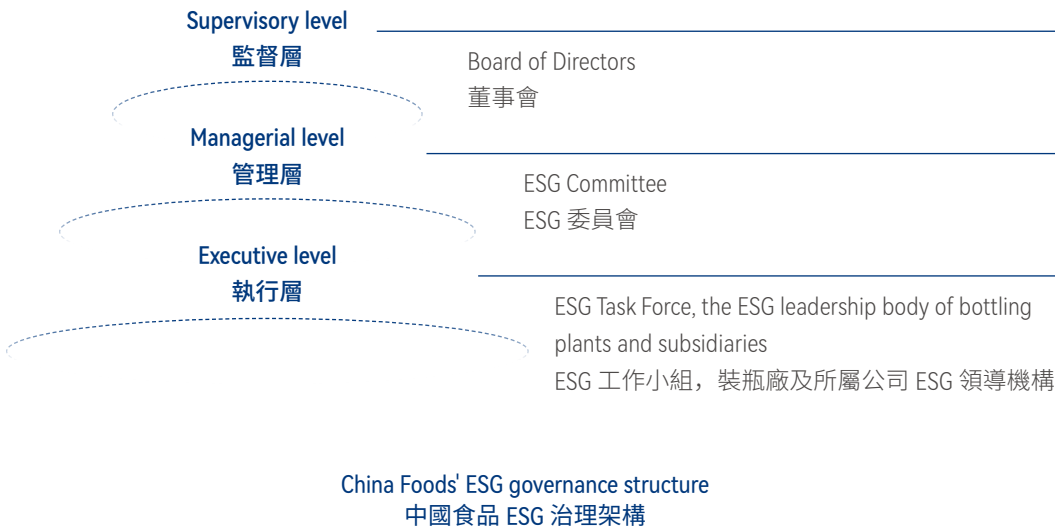 Supervisory level
監督層
Board of Directors
董事會
Managerial level
管理層
ESG Committee
ESG 委員會
Executive level
執行層
ESG Task Force, the ESG leadership body of bottling
plants and subsidiaries
ESG 工作小組，裝瓶廠及所屬公司 ESG 領導機構
China Foods' ESG governance structure
中國食品 ESG 治理架構